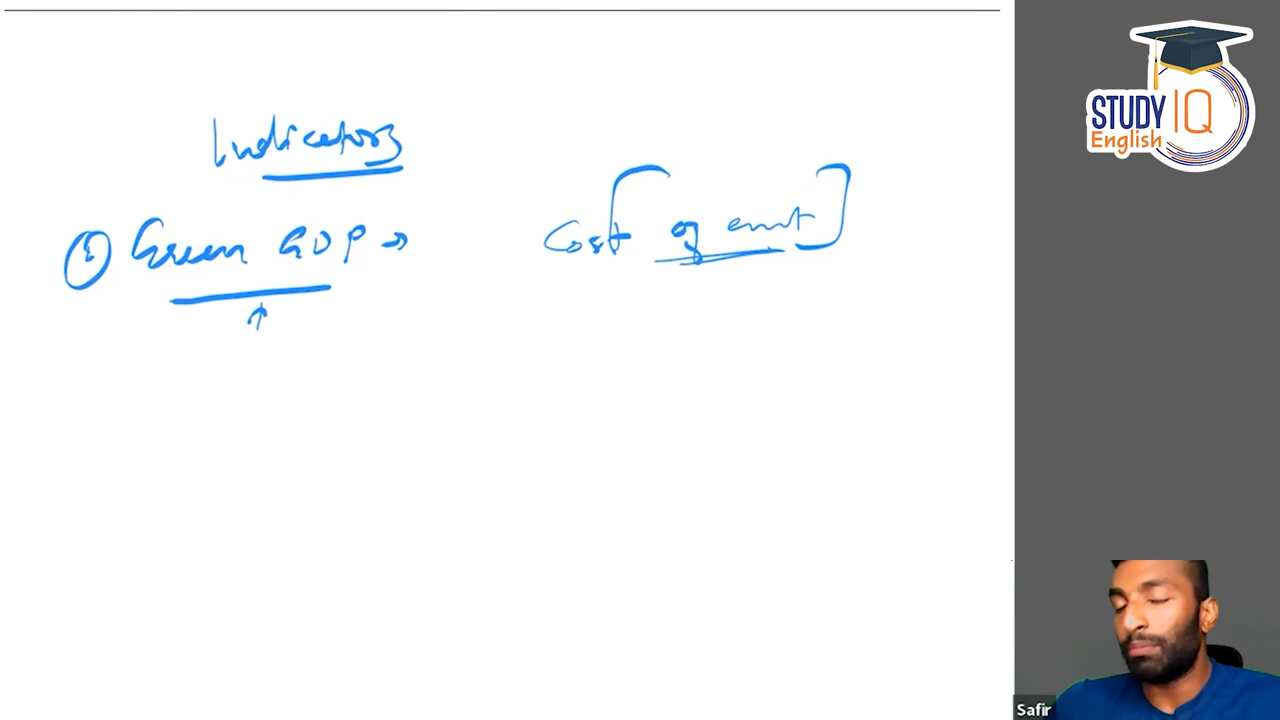 Indicators
① Green GDP →
Cost [of envt]
STUDY IQ
English
Safir